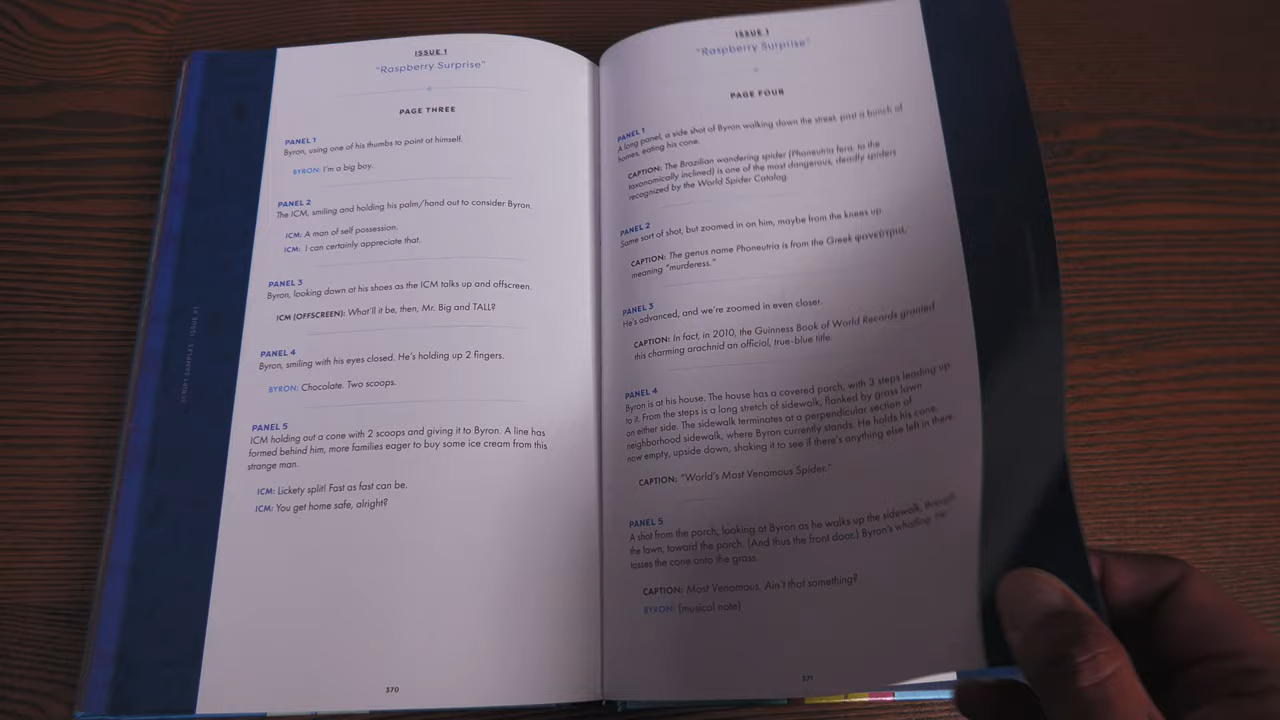 ISSUE 1
"Raspberry Surprise"
PAGE THREE
PANEL 1
Byron, using one of his thumbs to point at himself.
BYRON: I'm a big boy.
PANEL 2
The ICM, smiling and holding his palm/hand out to consider Byron.
ICM: A man of self possession.
ICM: I can certainly appreciate that.
PANEL 3
Byron, looking down at his shoes as the ICM talks up and offscreen.
ICM (OFFSCREEN): What'll it be, then, Mr. Big and TALL?
PANEL 4
Byron, smiling with his eyes closed. He's holding up 2 fingers.
BYRON: Chocolate. Two scoops.
PANEL 5
ICM holding out a cone with 2 scoops and giving it to Byron. A line has
formed behind him, more families eager to buy some ice cream from this
strange man.
ICM: Lickety split! Fast as fast can be.
ICM: You get home safe, alright?
370
SCRIPT SAMPLES - ISSUE #1
ISSUE 1
"Raspberry Surprise"
PAGE FOUR
PANEL 1
A long panel, a side shot of Byron walking down the street, past a bunch of
homes, eating his cone.
CAPTION: The Brazilian wandering spider (Phoneutria fera, to the
taxonomically inclined) is one of the most dangerous, deadly spiders
recognized by the World Spider Catalog.
PANEL 2
Same sort of shot, but zoomed in on him, maybe from the knees up.
CAPTION: The genus name Phoneutria is from the Greek φονεύτρια,
meaning "murderess."
PANEL 3
He's advanced, and we're zoomed in even closer.
CAPTION: In fact, in 2010, the Guinness Book of World Records granted
this charming arachnid an official, true-blue title.
PANEL 4
Byron is at his house. The house has a covered porch, with 3 steps leading up
to it. From the steps is a long stretch of sidewalk, flanked by grass lawn
on either side. The sidewalk terminates at a perpendicular section of
neighborhood sidewalk, where Byron currently stands. He holds his cone,
now empty, upside down, shaking it to see if there's anything else left in there.
CAPTION: "World's Most Venomous Spider."
PANEL 5
A shot from the porch, looking at Byron as he walks up the sidewalk, through
the lawn, toward the porch. (And thus the front door.) Byron's whistling. He
tosses the cone onto the grass.
CAPTION: Most Venomous. Ain't that something?
BYRON: (musical note)
371